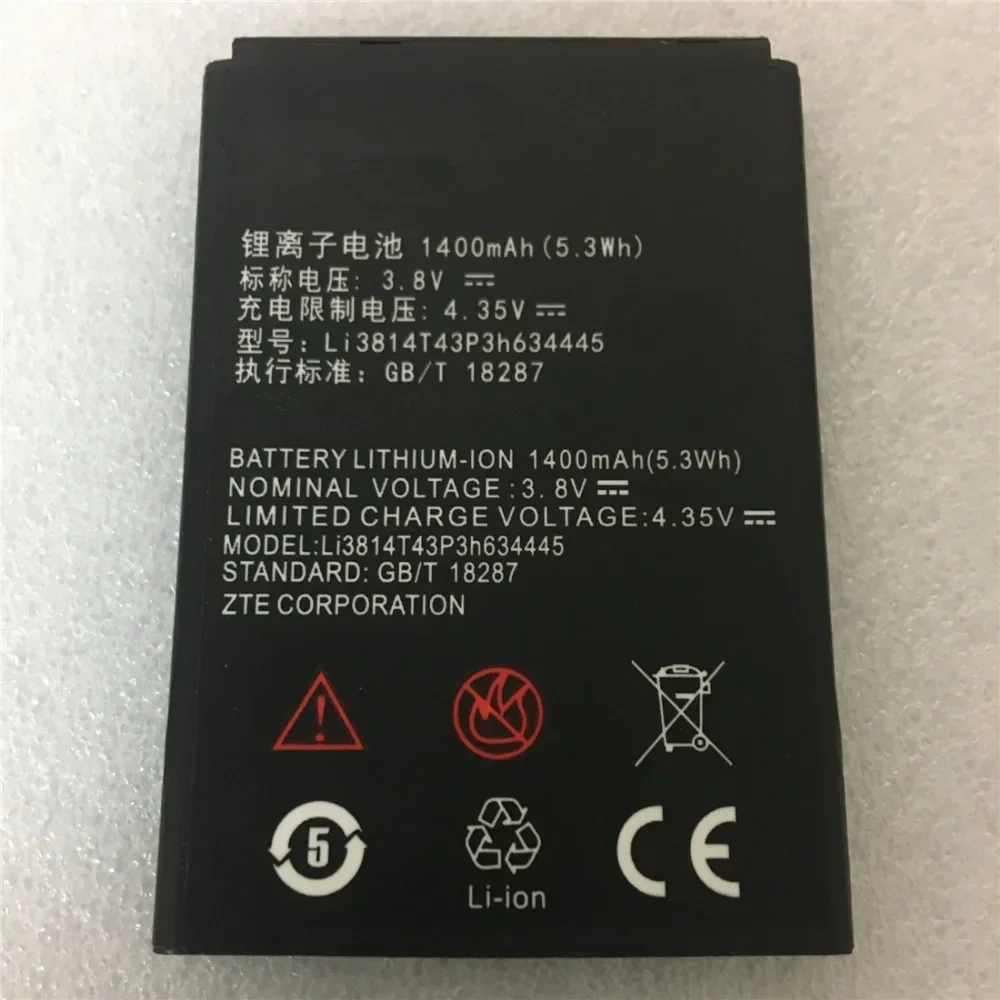 锂离子电池 1400mAh(5.3Wh)
标称电压: 3.8V ⎓
充电限制电压: 4.35V ⎓
型号: Li3814T43P3h634445
执行标准: GB/T 18287
BATTERY LITHIUM-ION 1400mAh(5.3Wh)
NOMINAL VOLTAGE:3.8V ⎓
LIMITED CHARGE VOLTAGE:4.35V ⎓
MODEL:Li3814T43P3h634445
STANDARD: GB/T 18287
ZTE CORPORATION
5
Li-ion
CE